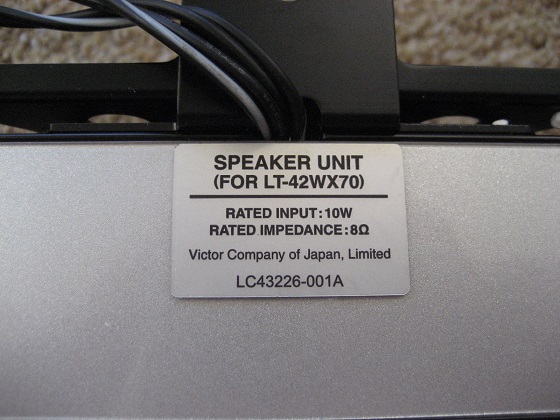 SPEAKER UNIT
(FOR LT-42WX70)
RATED INPUT:10W
RATED IMPEDANCE:8Ω
Victor Company of Japan, Limited
LC43226-001A